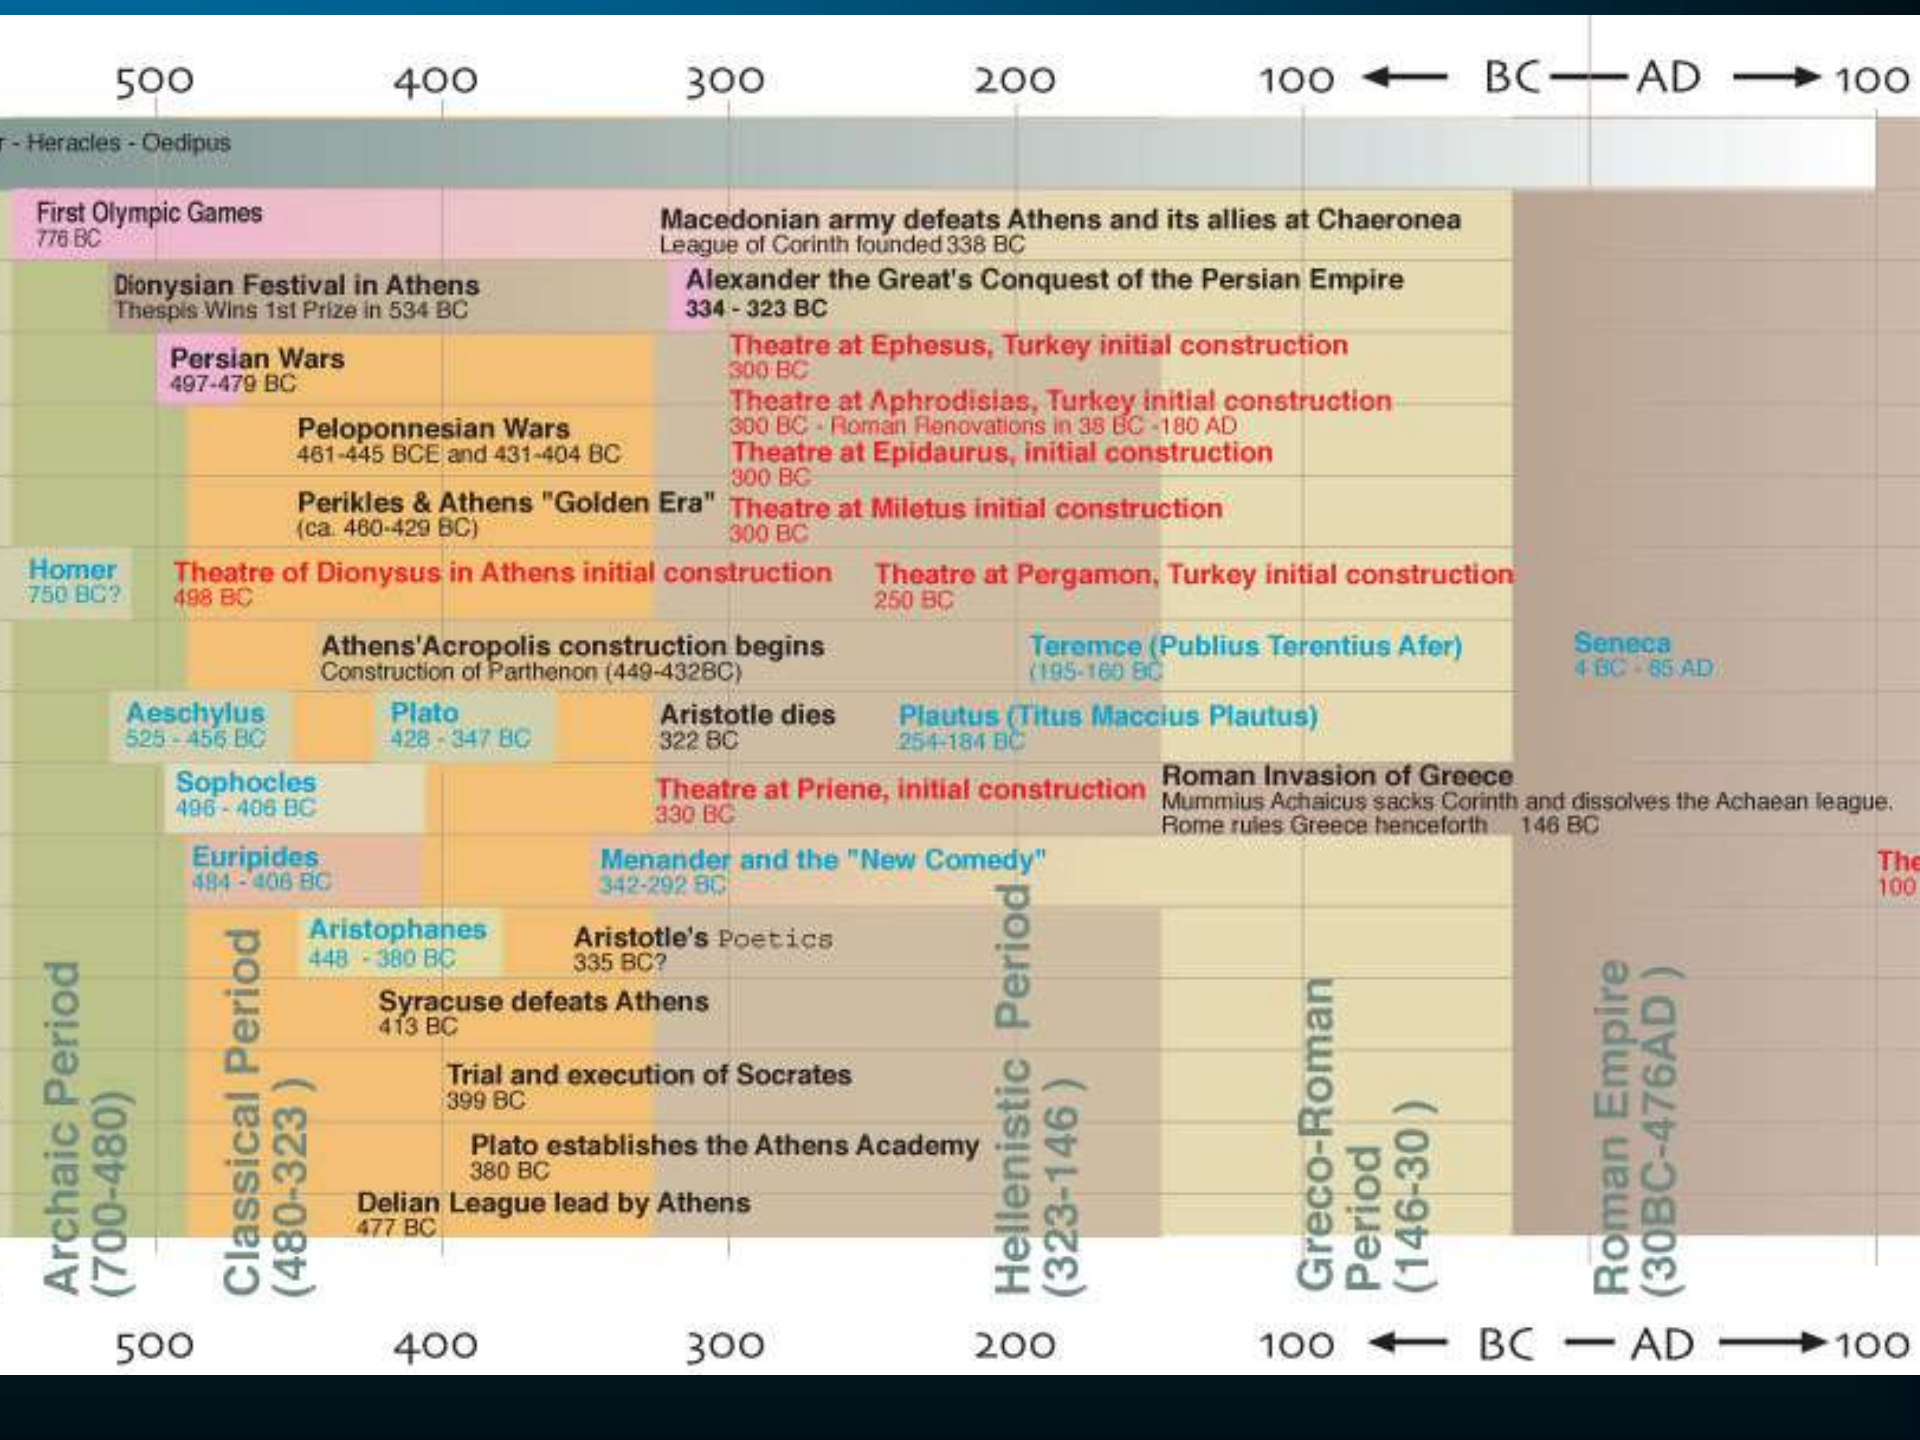 500 400 300 200 100 BC AD 100
- Heracles - Oedipus
First Olympic Games
776 BC
Macedonian army defeats Athens and its allies at Chaeronea
League of Corinth founded 338 BC
Dionysian Festival in Athens
Thespis Wins 1st Prize in 534 BC
Alexander the Great's Conquest of the Persian Empire
334 - 323 BC
Persian Wars
497-479 BC
Theatre at Ephesus, Turkey initial construction
300 BC
Theatre at Aphrodisias, Turkey initial construction
300 BC - Roman Renovations in 38 BC -180 AD
Peloponnesian Wars
461-445 BCE and 431-404 BC
Theatre at Epidaurus, initial construction
300 BC
Perikles & Athens "Golden Era"
(ca. 460-429 BC)
Theatre at Miletus initial construction
300 BC
Homer
750 BC?
Theatre of Dionysus in Athens initial construction
498 BC
Theatre at Pergamon, Turkey initial construction
250 BC
Athens'Acropolis construction begins
Construction of Parthenon (449-432BC)
Teremce (Publius Terentius Afer)
(195-160 BC
Seneca
4 BC - 65 AD
Aeschylus
525 - 456 BC
Plato
428 - 347 BC
Aristotle dies
322 BC
Plautus (Titus Maccius Plautus)
254-184 BC
Sophocles
496 - 406 BC
Theatre at Priene, initial construction
330 BC
Roman Invasion of Greece
Mummius Achaicus sacks Corinth and dissolves the Achaean league.
Rome rules Greece henceforth 146 BC
Euripides
484 - 406 BC
Menander and the "New Comedy"
342-292 BC
The
100
Aristophanes
448 - 380 BC
Aristotle's Poetics
335 BC?
Syracuse defeats Athens
413 BC
Trial and execution of Socrates
399 BC
Plato establishes the Athens Academy
380 BC
Delian League lead by Athens
477 BC
Archaic Period
(700-480)
Classical Period
(480-323 )
Hellenistic Period
(323-146 )
Greco-Roman
Period
(146-30 )
Roman Empire
(30BC-476AD )
500 400 300 200 100 BC AD 100